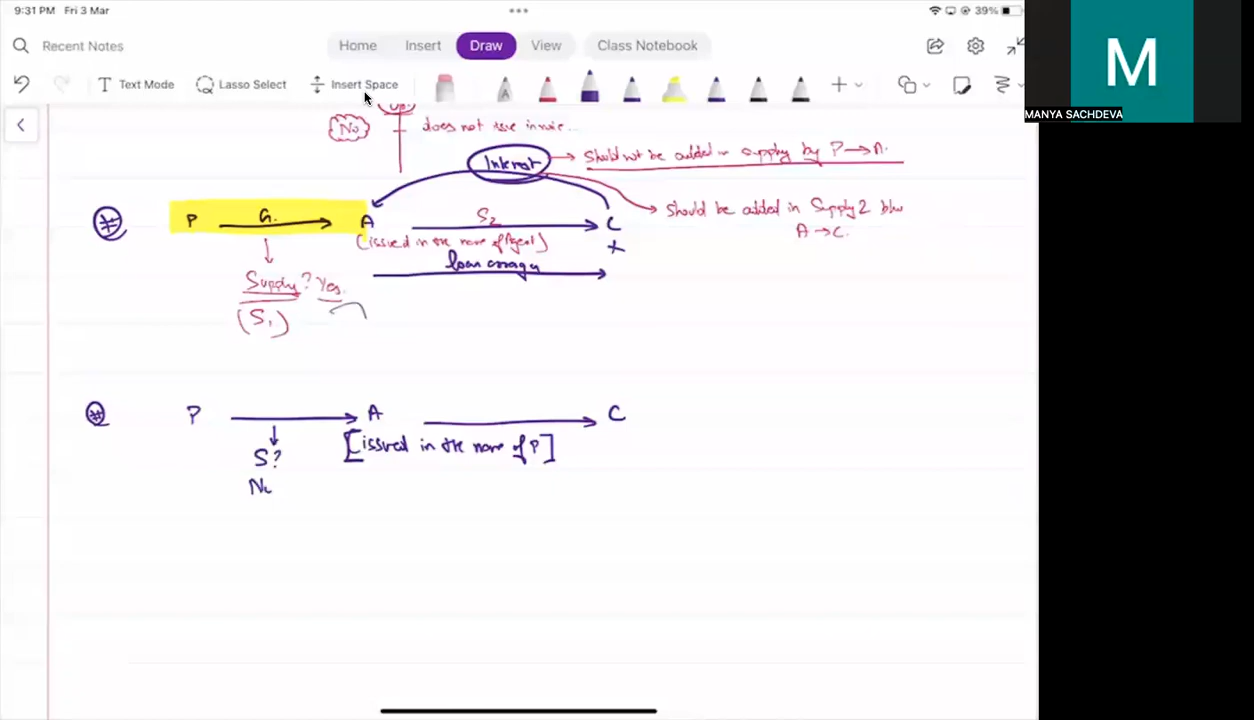 9:31 PM Fri 3 Mar
39%
Recent Notes
Home Insert Draw View Class Notebook
Text Mode Lasso Select Insert Space
M
MANYA SACHDEVA
No
does not issue invoice..
Interest → Should not be added in supply by P → A.
P G. A S2 C
Should be added in Supply 2 b/w
A → C.
(issued in the name of Agent)
+
loan
Supply? Yes.
(S1)
P A C
S? [issued in the name of P]
No